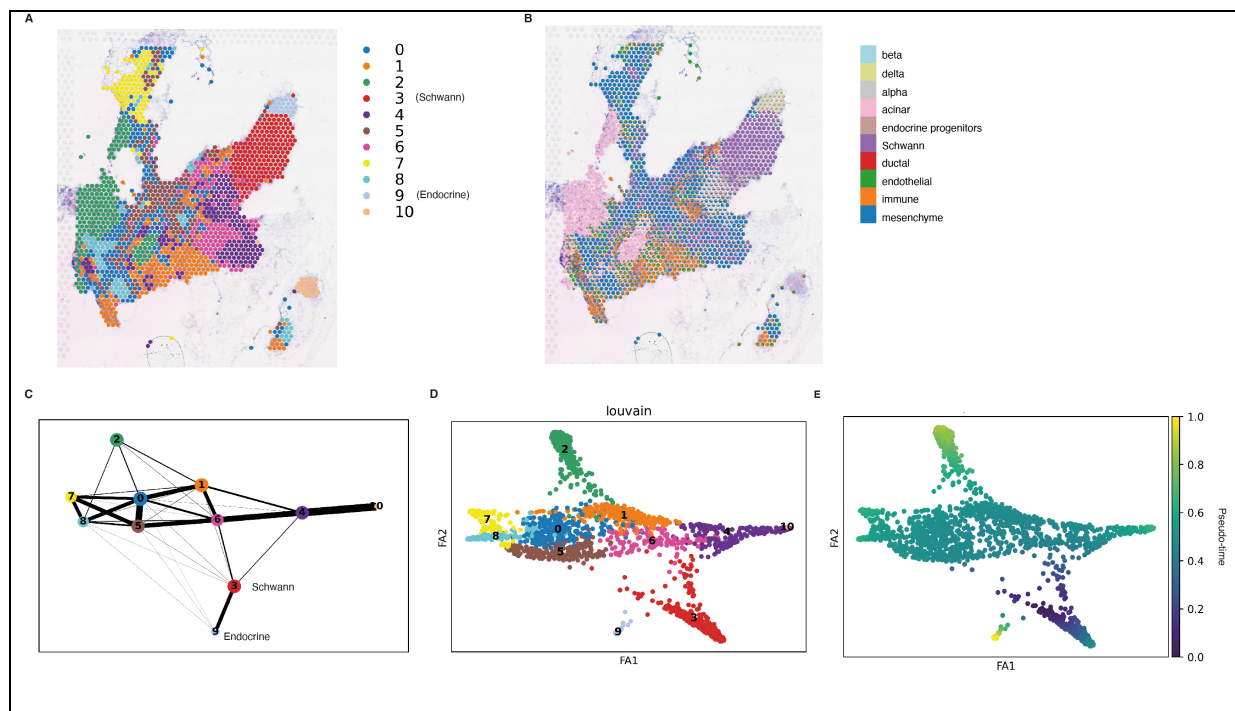 A
0
1
2
3 (Schwann)
4
5
6
7
8
9 (Endocrine)
10
B
beta
delta
alpha
acinar
endocrine progenitors
Schwann
ductal
endothelial
immune
mesenchyme
C
2
1
7
0
8
5
6
4
10
3 Schwann
9 Endocrine
D
louvain
2
7
1
0
4
10
8
6
5
3
9
FA2
FA1
E
1.0
0.8
0.6
0.4
0.2
0.0
Pseudo-time
FA2
FA1